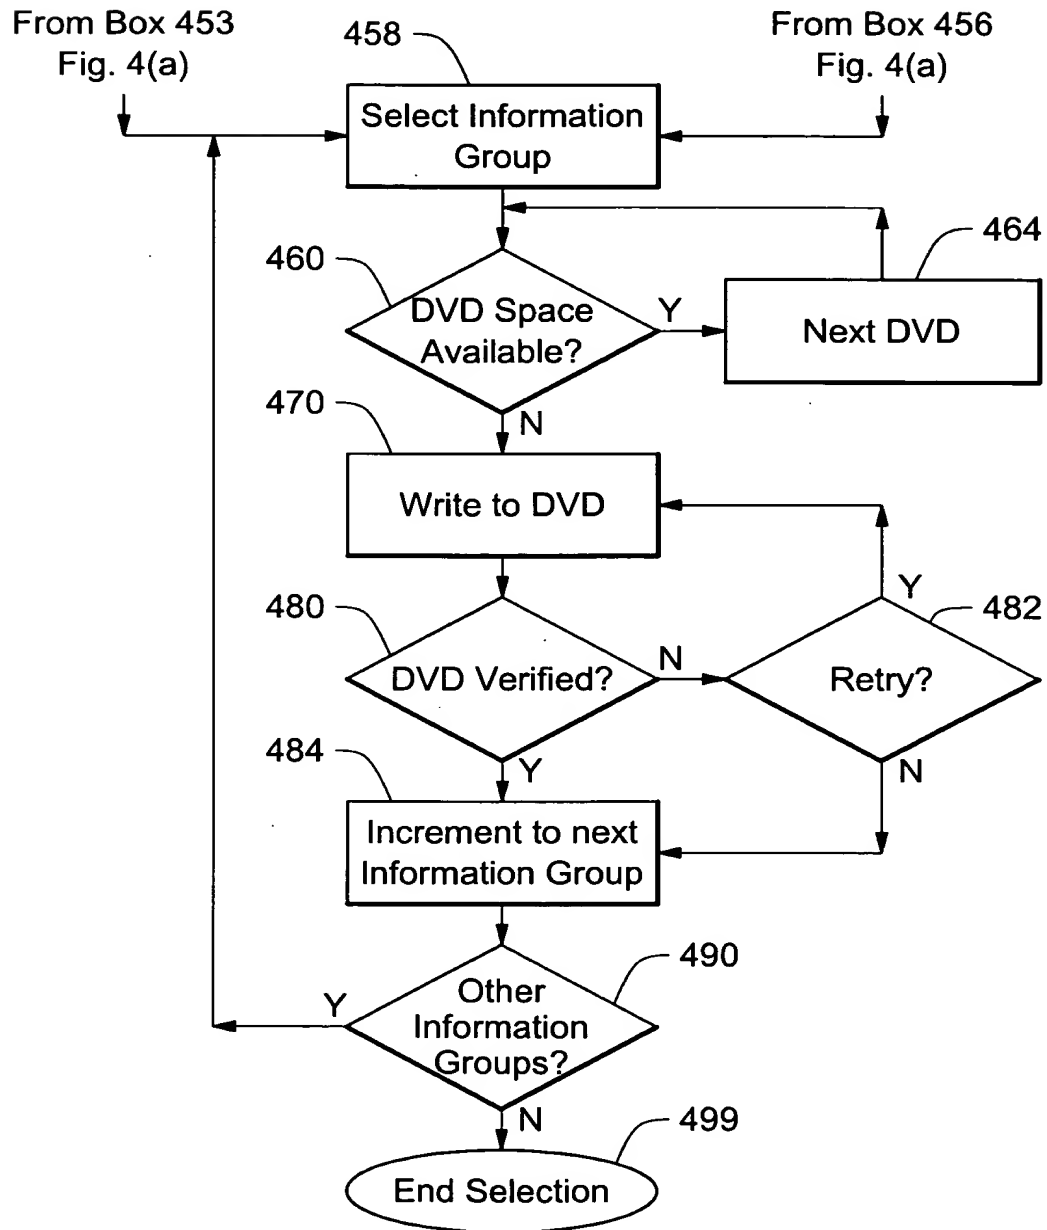 From Box 453
Fig. 4(a)
458
From Box 456
Fig. 4(a)
Select Information
Group
460
464
DVD Space
Available?
Y
Next DVD
N
470
Write to DVD
480
Y
482
DVD Verified?
N
Retry?
484
Y
N
Increment to next
Information Group
490
Y
Other
Information
Groups?
N
499
End Selection